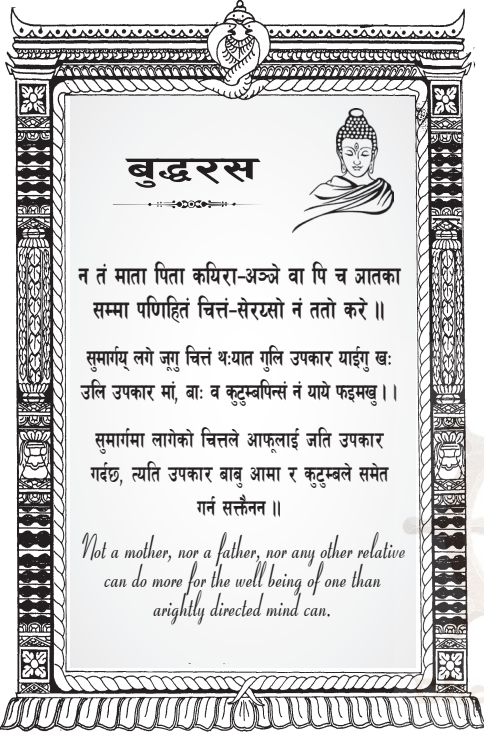 बुद्धरस
न तं माता पिता कयिरा-अञ्ञे वा पि च ञातका
सम्मा पणिहितं चित्तं-सेरय्सो नं ततो करे ॥
सुमार्गय् लगे जूगु चित्तं थःयात गुलि उपकार याईगु खः
उलि उपकार मां, बाः व कुटुम्बपिन्सं नं याये फइमखु ।।
सुमार्गमा लागेको चित्तले आफूलाई जति उपकार
गर्दछ, त्यति उपकार बाबु आमा र कुटुम्बले समेत
गर्न सक्तैनन ॥
Not a mother, nor a father, nor any other relative
can do more for the well being of one than
arightly directed mind can.